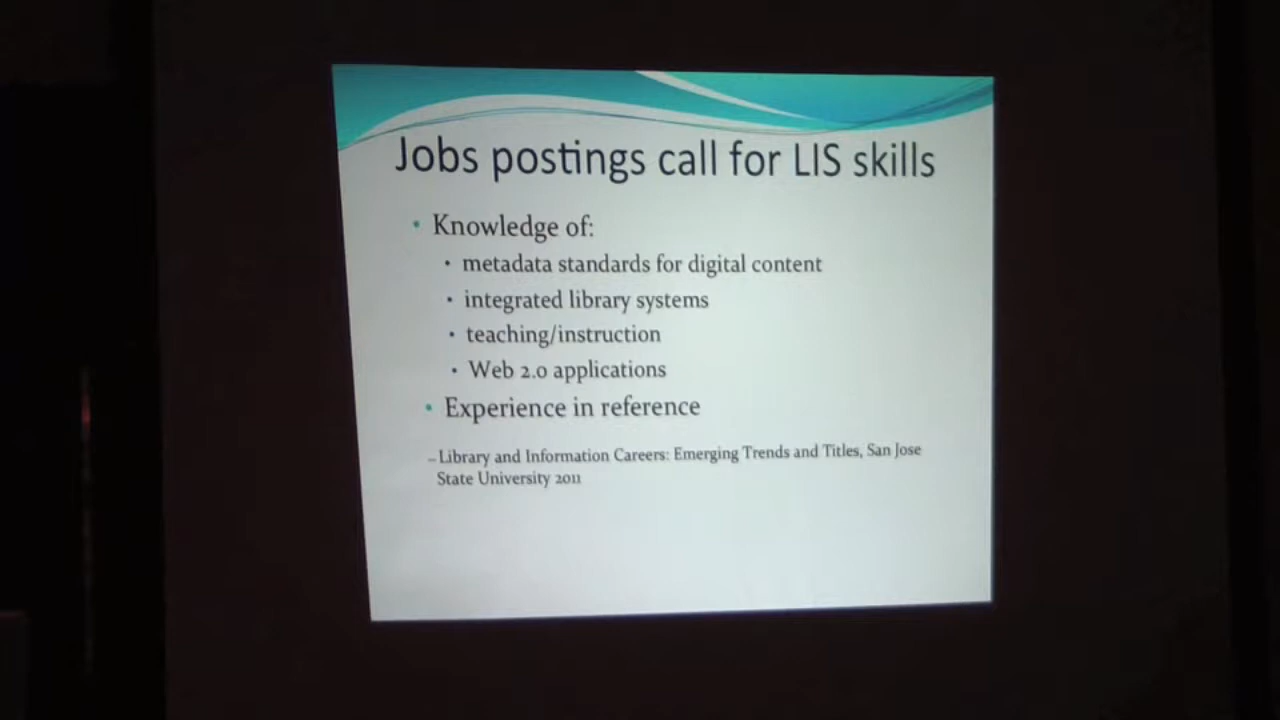 Jobs postings call for LIS skills
• Knowledge of:
• metadata standards for digital content
• integrated library systems
• teaching/instruction
• Web 2.0 applications
• Experience in reference
– Library and Information Careers: Emerging Trends and Titles, San Jose
State University 2011